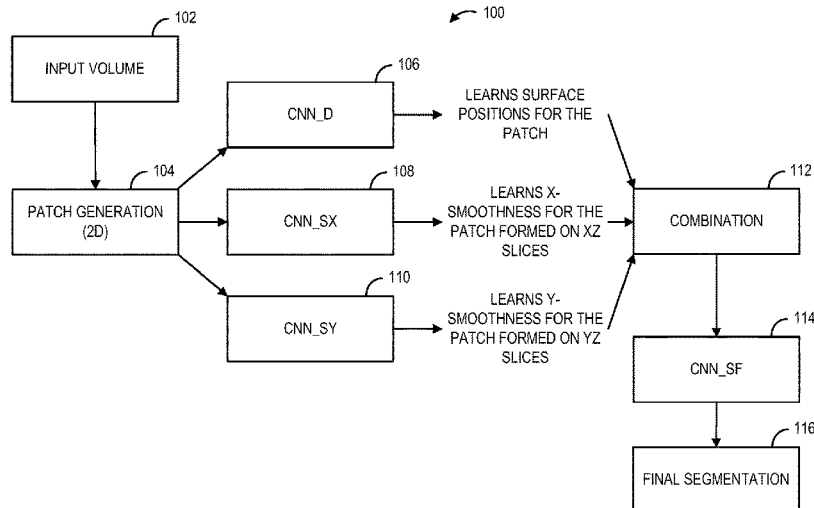 100
102
INPUT VOLUME
104
PATCH GENERATION
(2D)
106
CNN_D
LEARNS SURFACE
POSITIONS FOR THE
PATCH
108
CNN_SX
LEARNS X-
SMOOTHNESS FOR THE
PATCH FORMED ON XZ
SLICES
110
CNN_SY
LEARNS Y-
SMOOTHNESS FOR THE
PATCH FORMED ON YZ
SLICES
112
COMBINATION
114
CNN_SF
116
FINAL SEGMENTATION